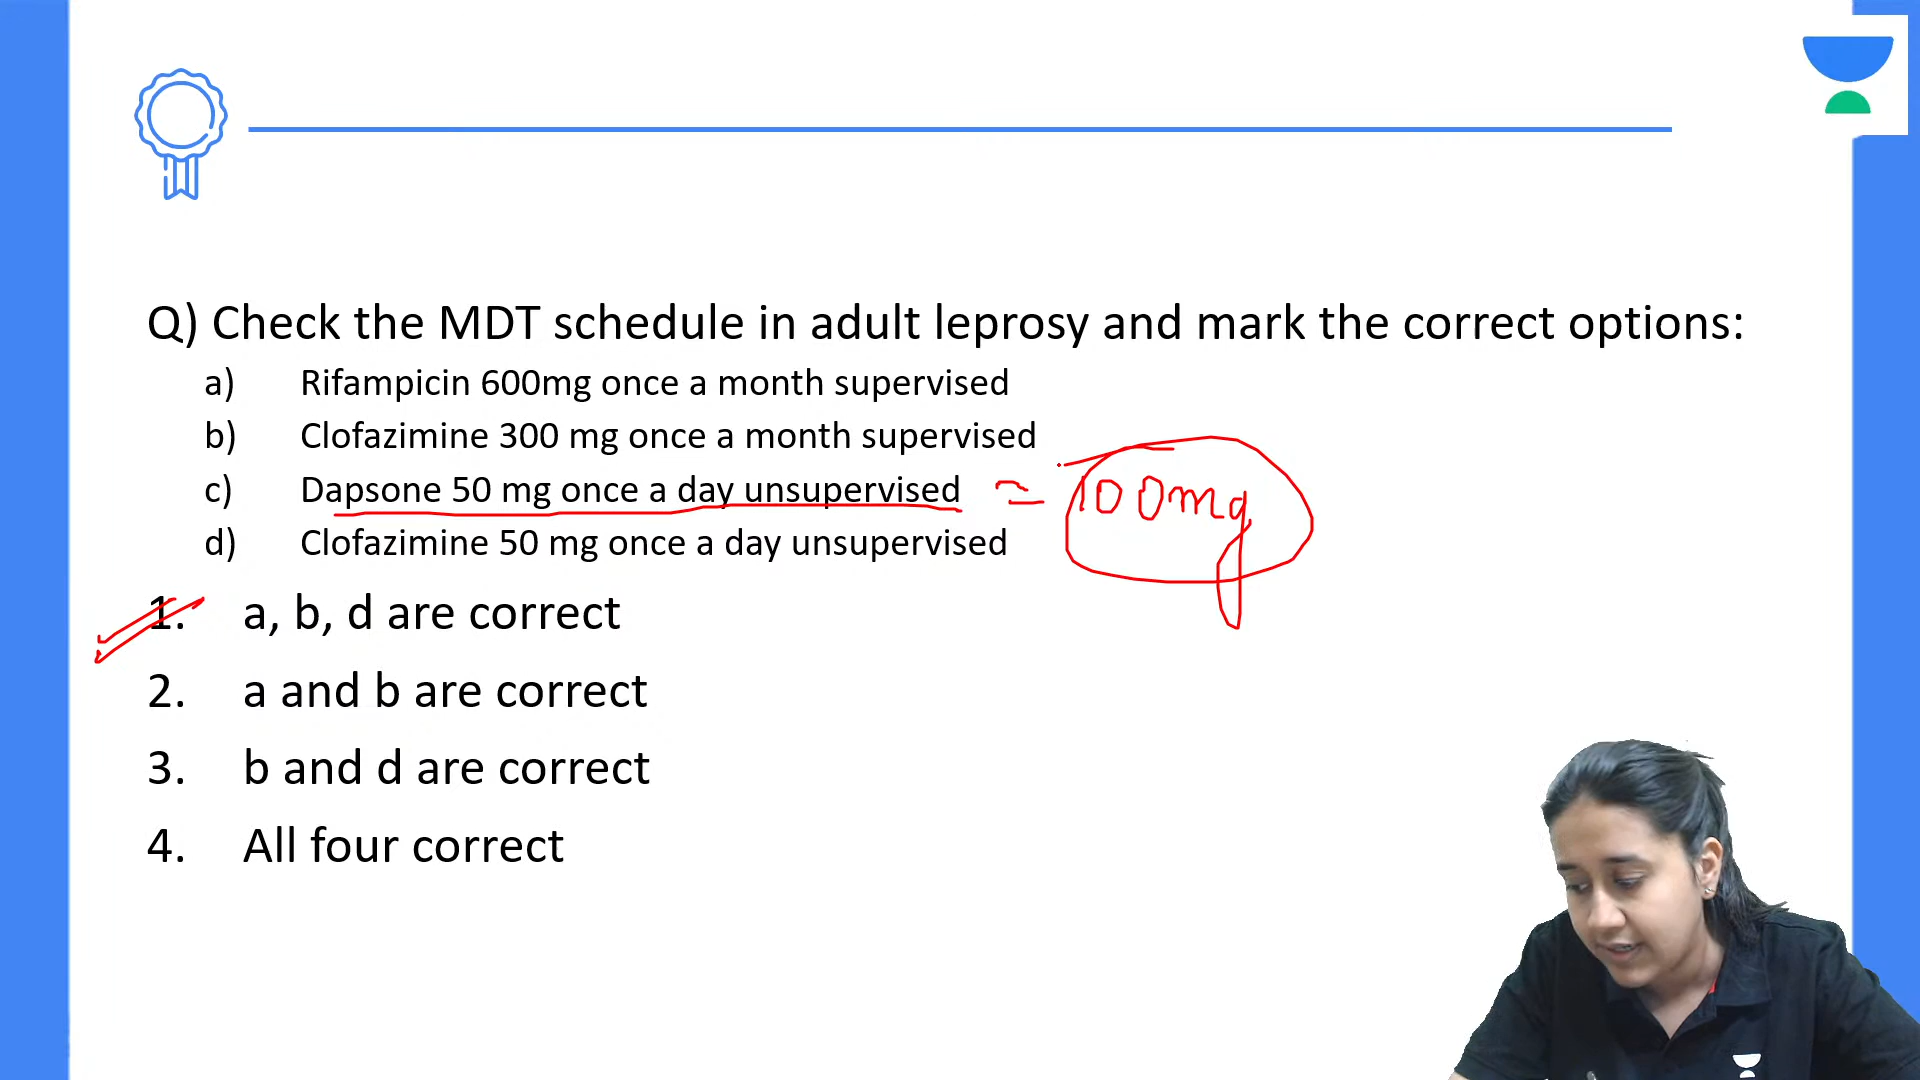 Q) Check the MDT schedule in adult leprosy and mark the correct options:
a) Rifampicin 600mg once a month supervised
b) Clofazimine 300 mg once a month supervised
c) Dapsone 50 mg once a day unsupervised = 100mg
d) Clofazimine 50 mg once a day unsupervised
1. a, b, d are correct
2. a and b are correct
3. b and d are correct
4. All four correct